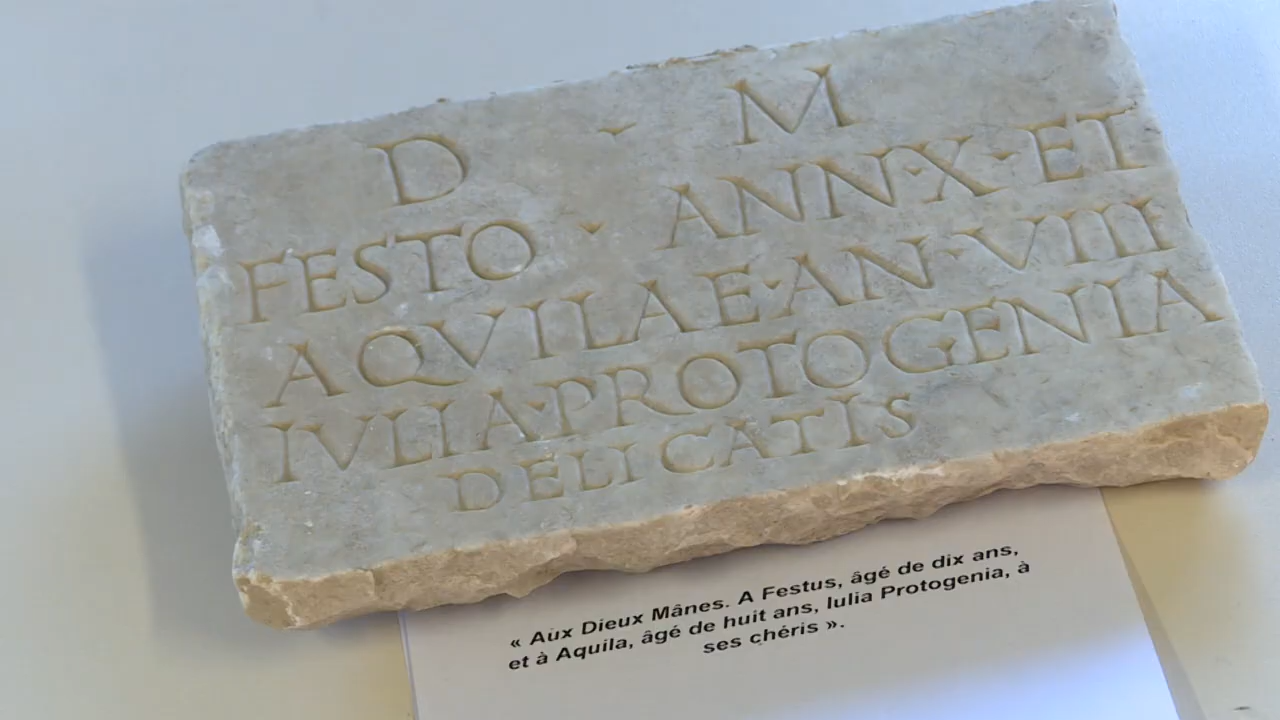 D M
FESTO · ANN · X · ET
AQVILAE · AN · VIIII
IVLIA · PROTOGENIA
DELICATIS
« Aux Dieux Mânes. A Festus, âgé de dix ans,
et à Aquila, âgé de huit ans, Iulia Protogenia, à
ses chéris ».